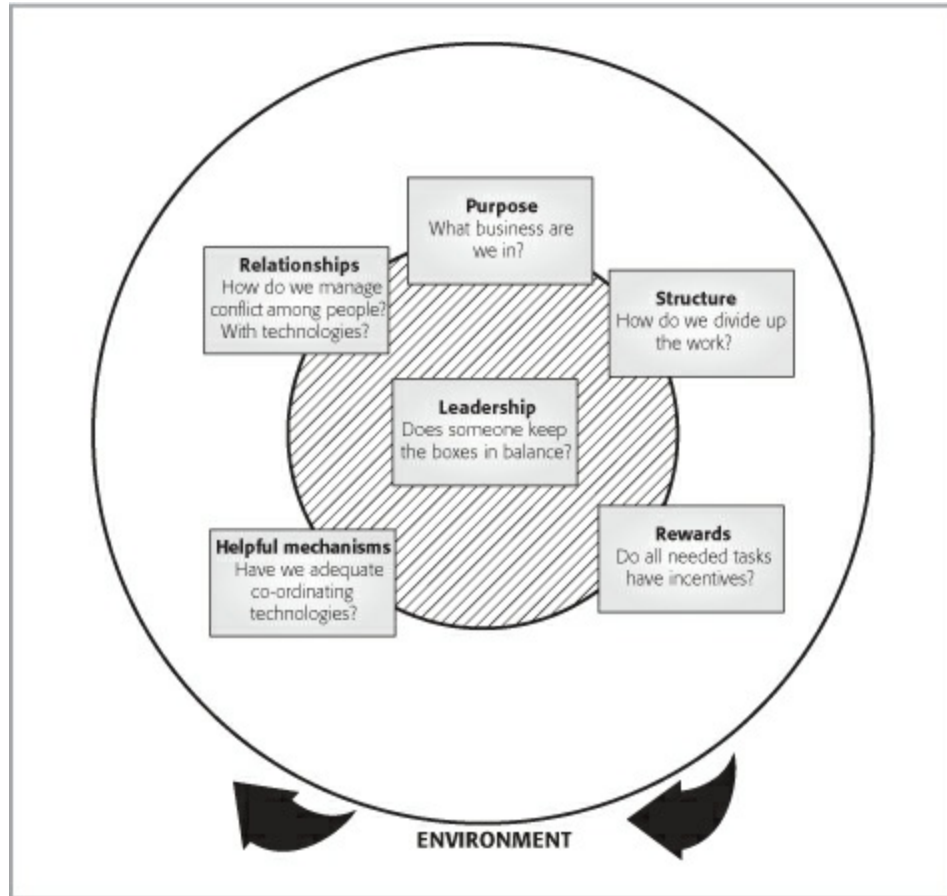 Purpose
What business are
we in?
Relationships
How do we manage
conflict among people?
With technologies?
Structure
How do we divide up
the work?
Leadership
Does someone keep
the boxes in balance?
Helpful mechanisms
Have we adequate
co-ordinating
technologies?
Rewards
Do all needed tasks
have incentives?
ENVIRONMENT